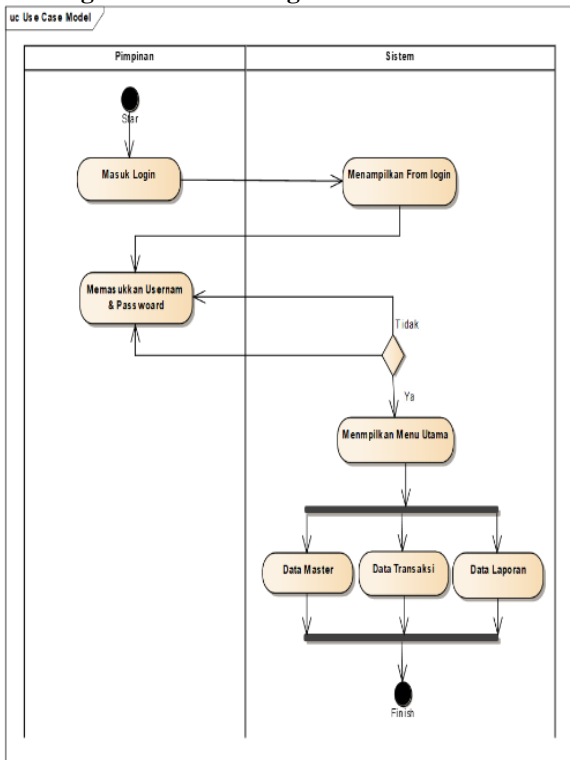 uc Use Case Model
Pimpinan
Sistem
Star
Masuk Login
Menampilkan From login
Memasukkan Usernam
& Passwoard
Tidak
Ya
Menmpilkan Menu Utama
Data Master
Data Transaksi
Data Laporan
Finish